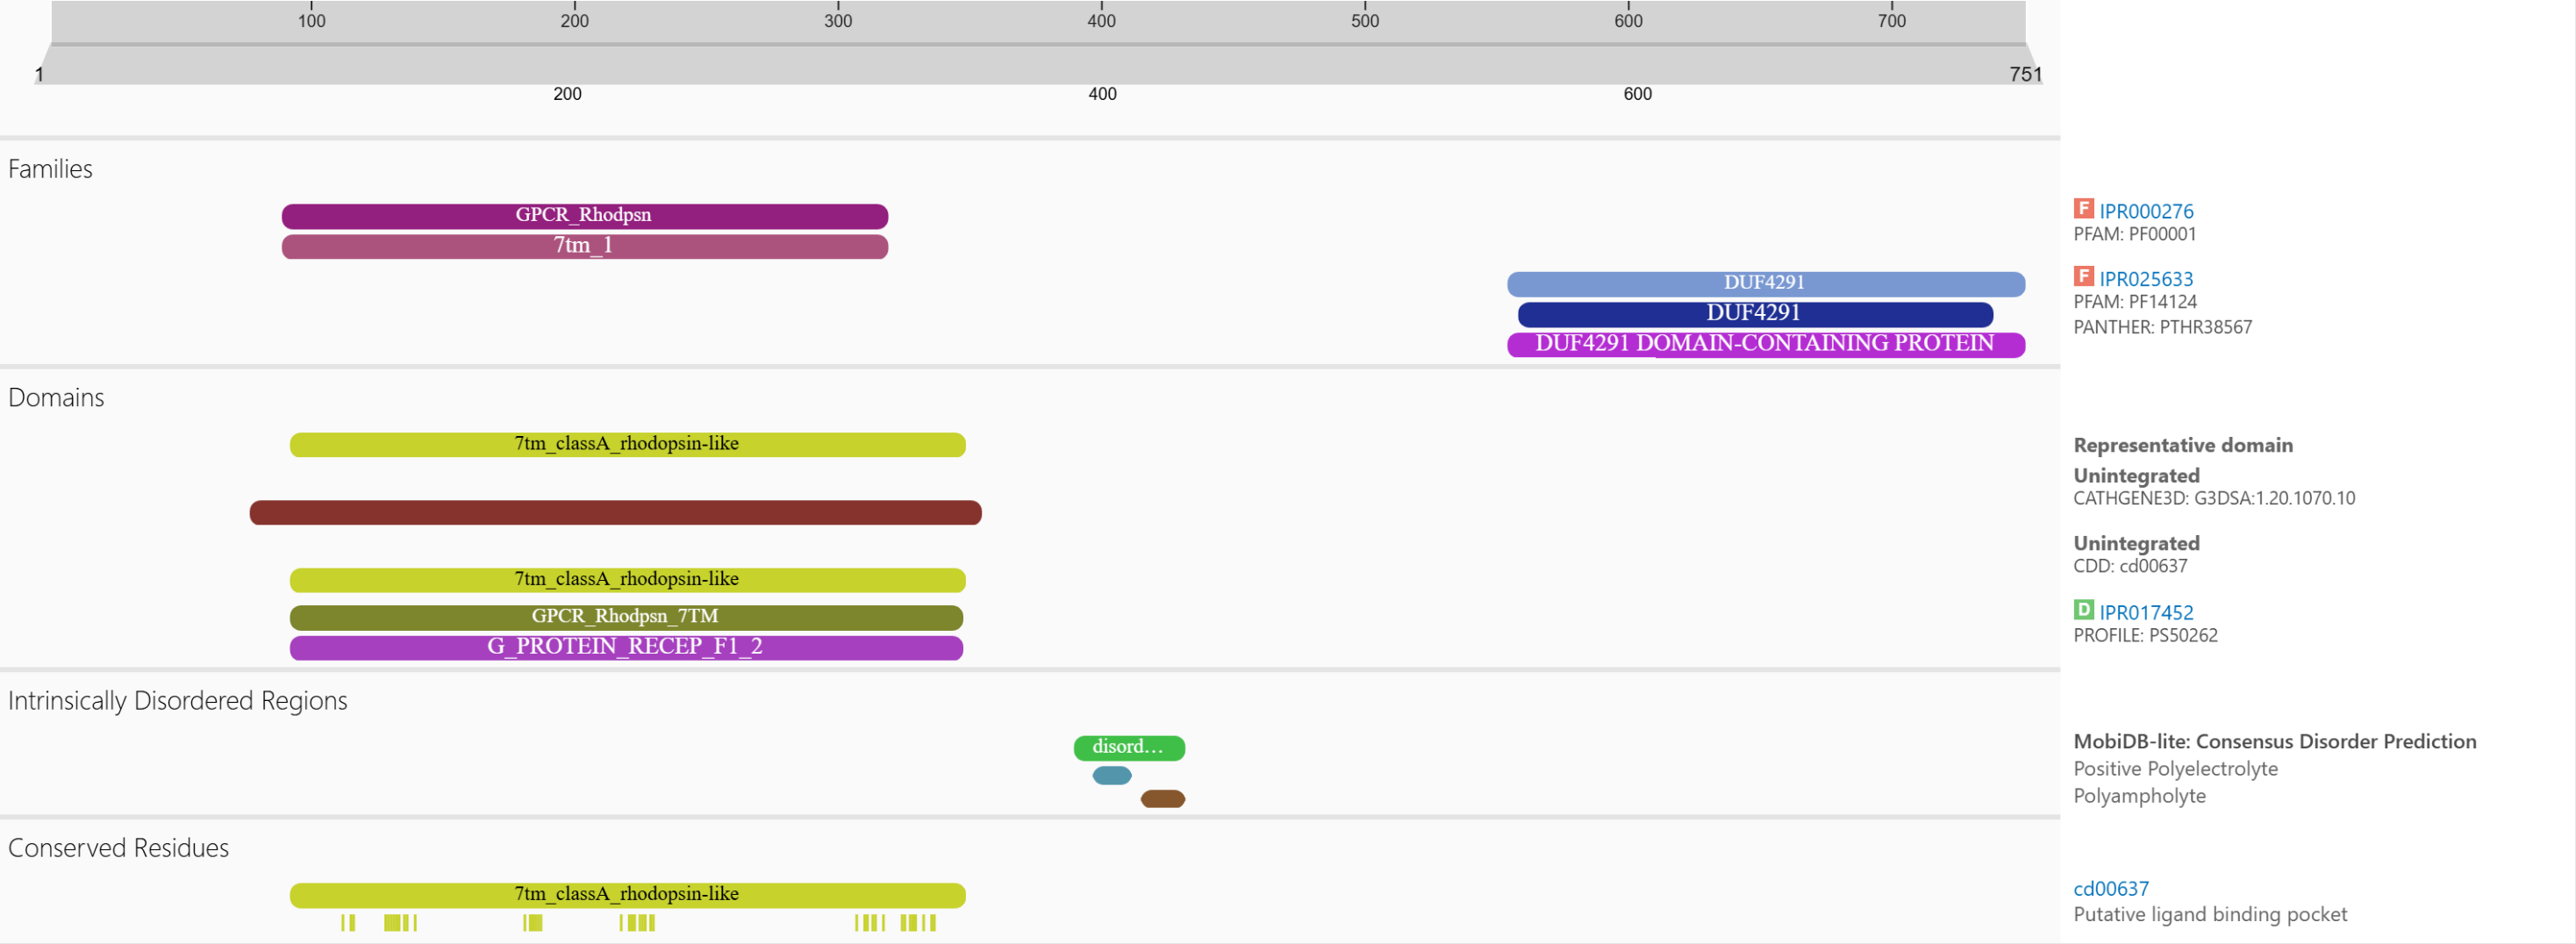 100 200 300 400 500 600 700
1 751
200 400 600
Families
GPCR_Rhodpsn
7tm_1
IPR000276
F
PFAM: PF00001
DUF4291
DUF4291
DUF4291 DOMAIN-CONTAINING PROTEIN
F IPR025633
PFAM: PF14124
PANTHER: PTHR38567
Domains
7tm_classA_rhodopsin-like
Representative domain
Unintegrated
CATHGENE3D: G3DSA:1.20.1070.10
Unintegrated
CDD: cd00637
7tm_classA_rhodopsin-like
GPCR_Rhodpsn_7TM
G_PROTEIN_RECEP_F1_2
D IPR017452
PROFILE: PS50262
Intrinsically Disordered Regions
disord...
MobiDB-lite: Consensus Disorder Prediction
Positive Polyelectrolyte
Polyampholyte
Conserved Residues
7tm_classA_rhodopsin-like
cd00637
Putative ligand binding pocket